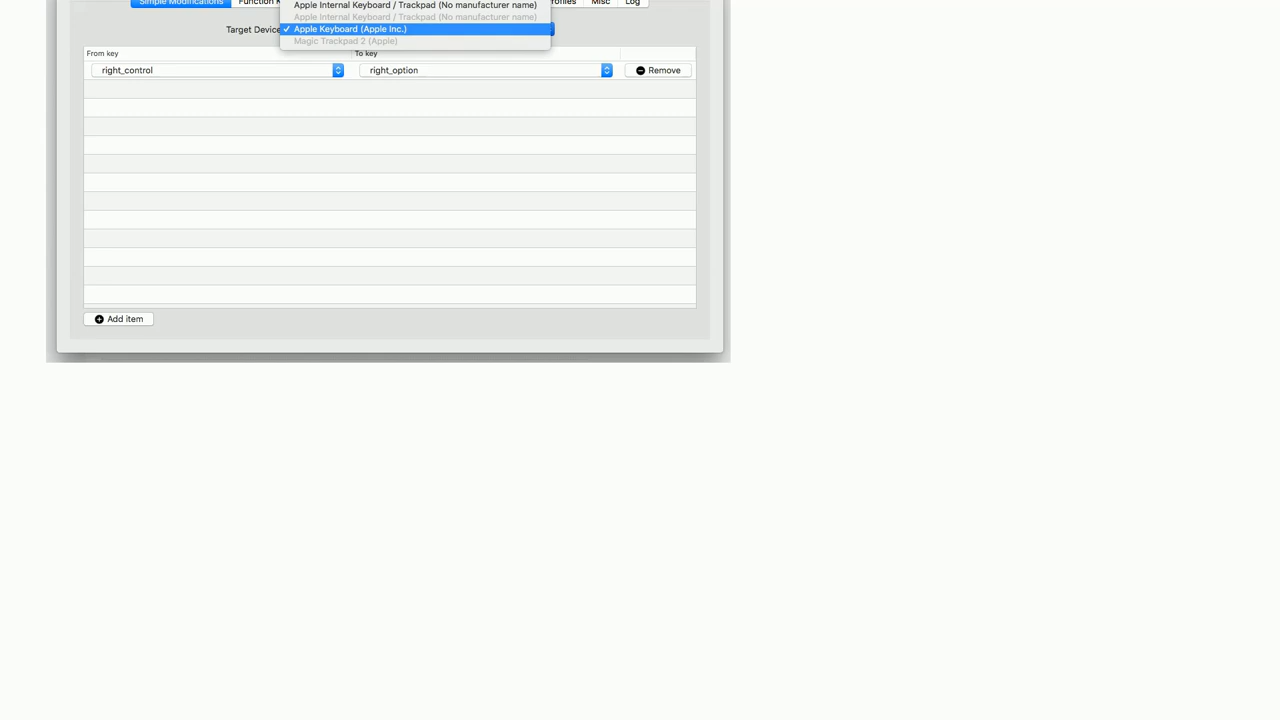 Simple Modifications Function K Profiles Misc Log
Apple Internal Keyboard / Trackpad (No manufacturer name)
Apple Internal Keyboard / Trackpad (No manufacturer name)
Target Device ✓ Apple Keyboard (Apple Inc.)
Magic Trackpad 2 (Apple)
From key To key
right_control right_option Remove
Add item